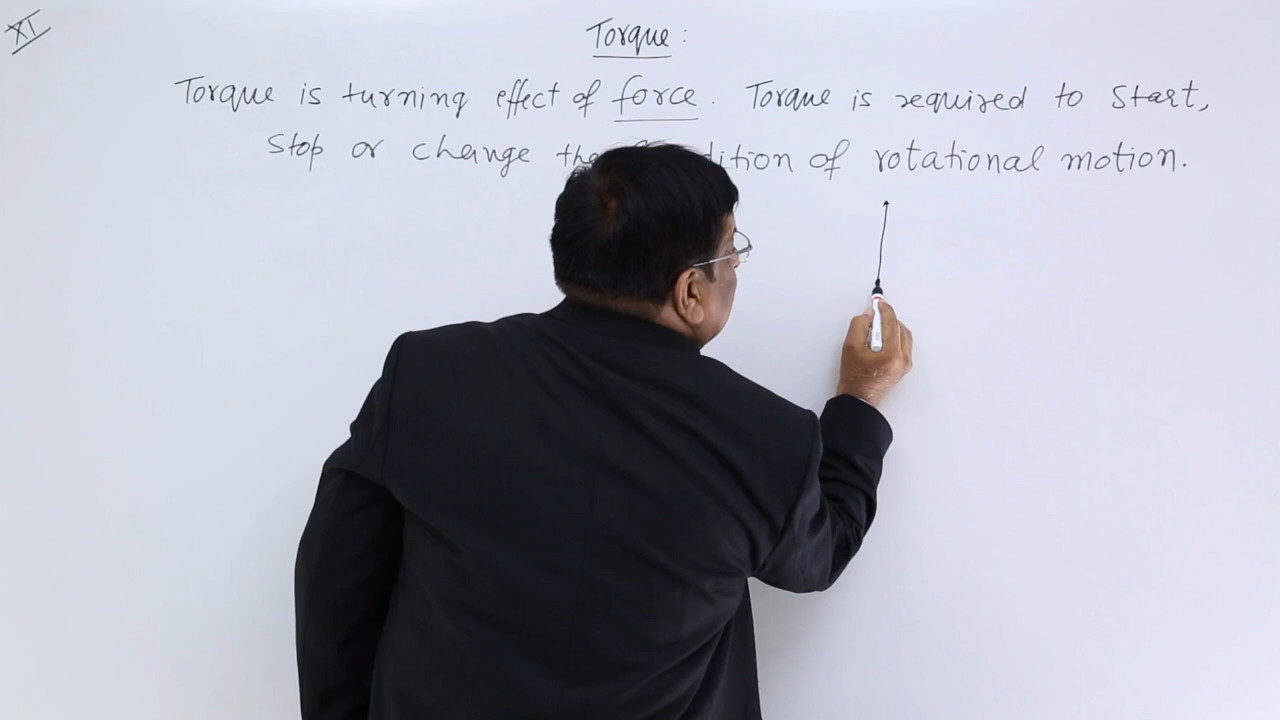 XI
Torque :
Torque is turning effect of force. Torque is required to start,
Stop or change the dition of rotational motion.